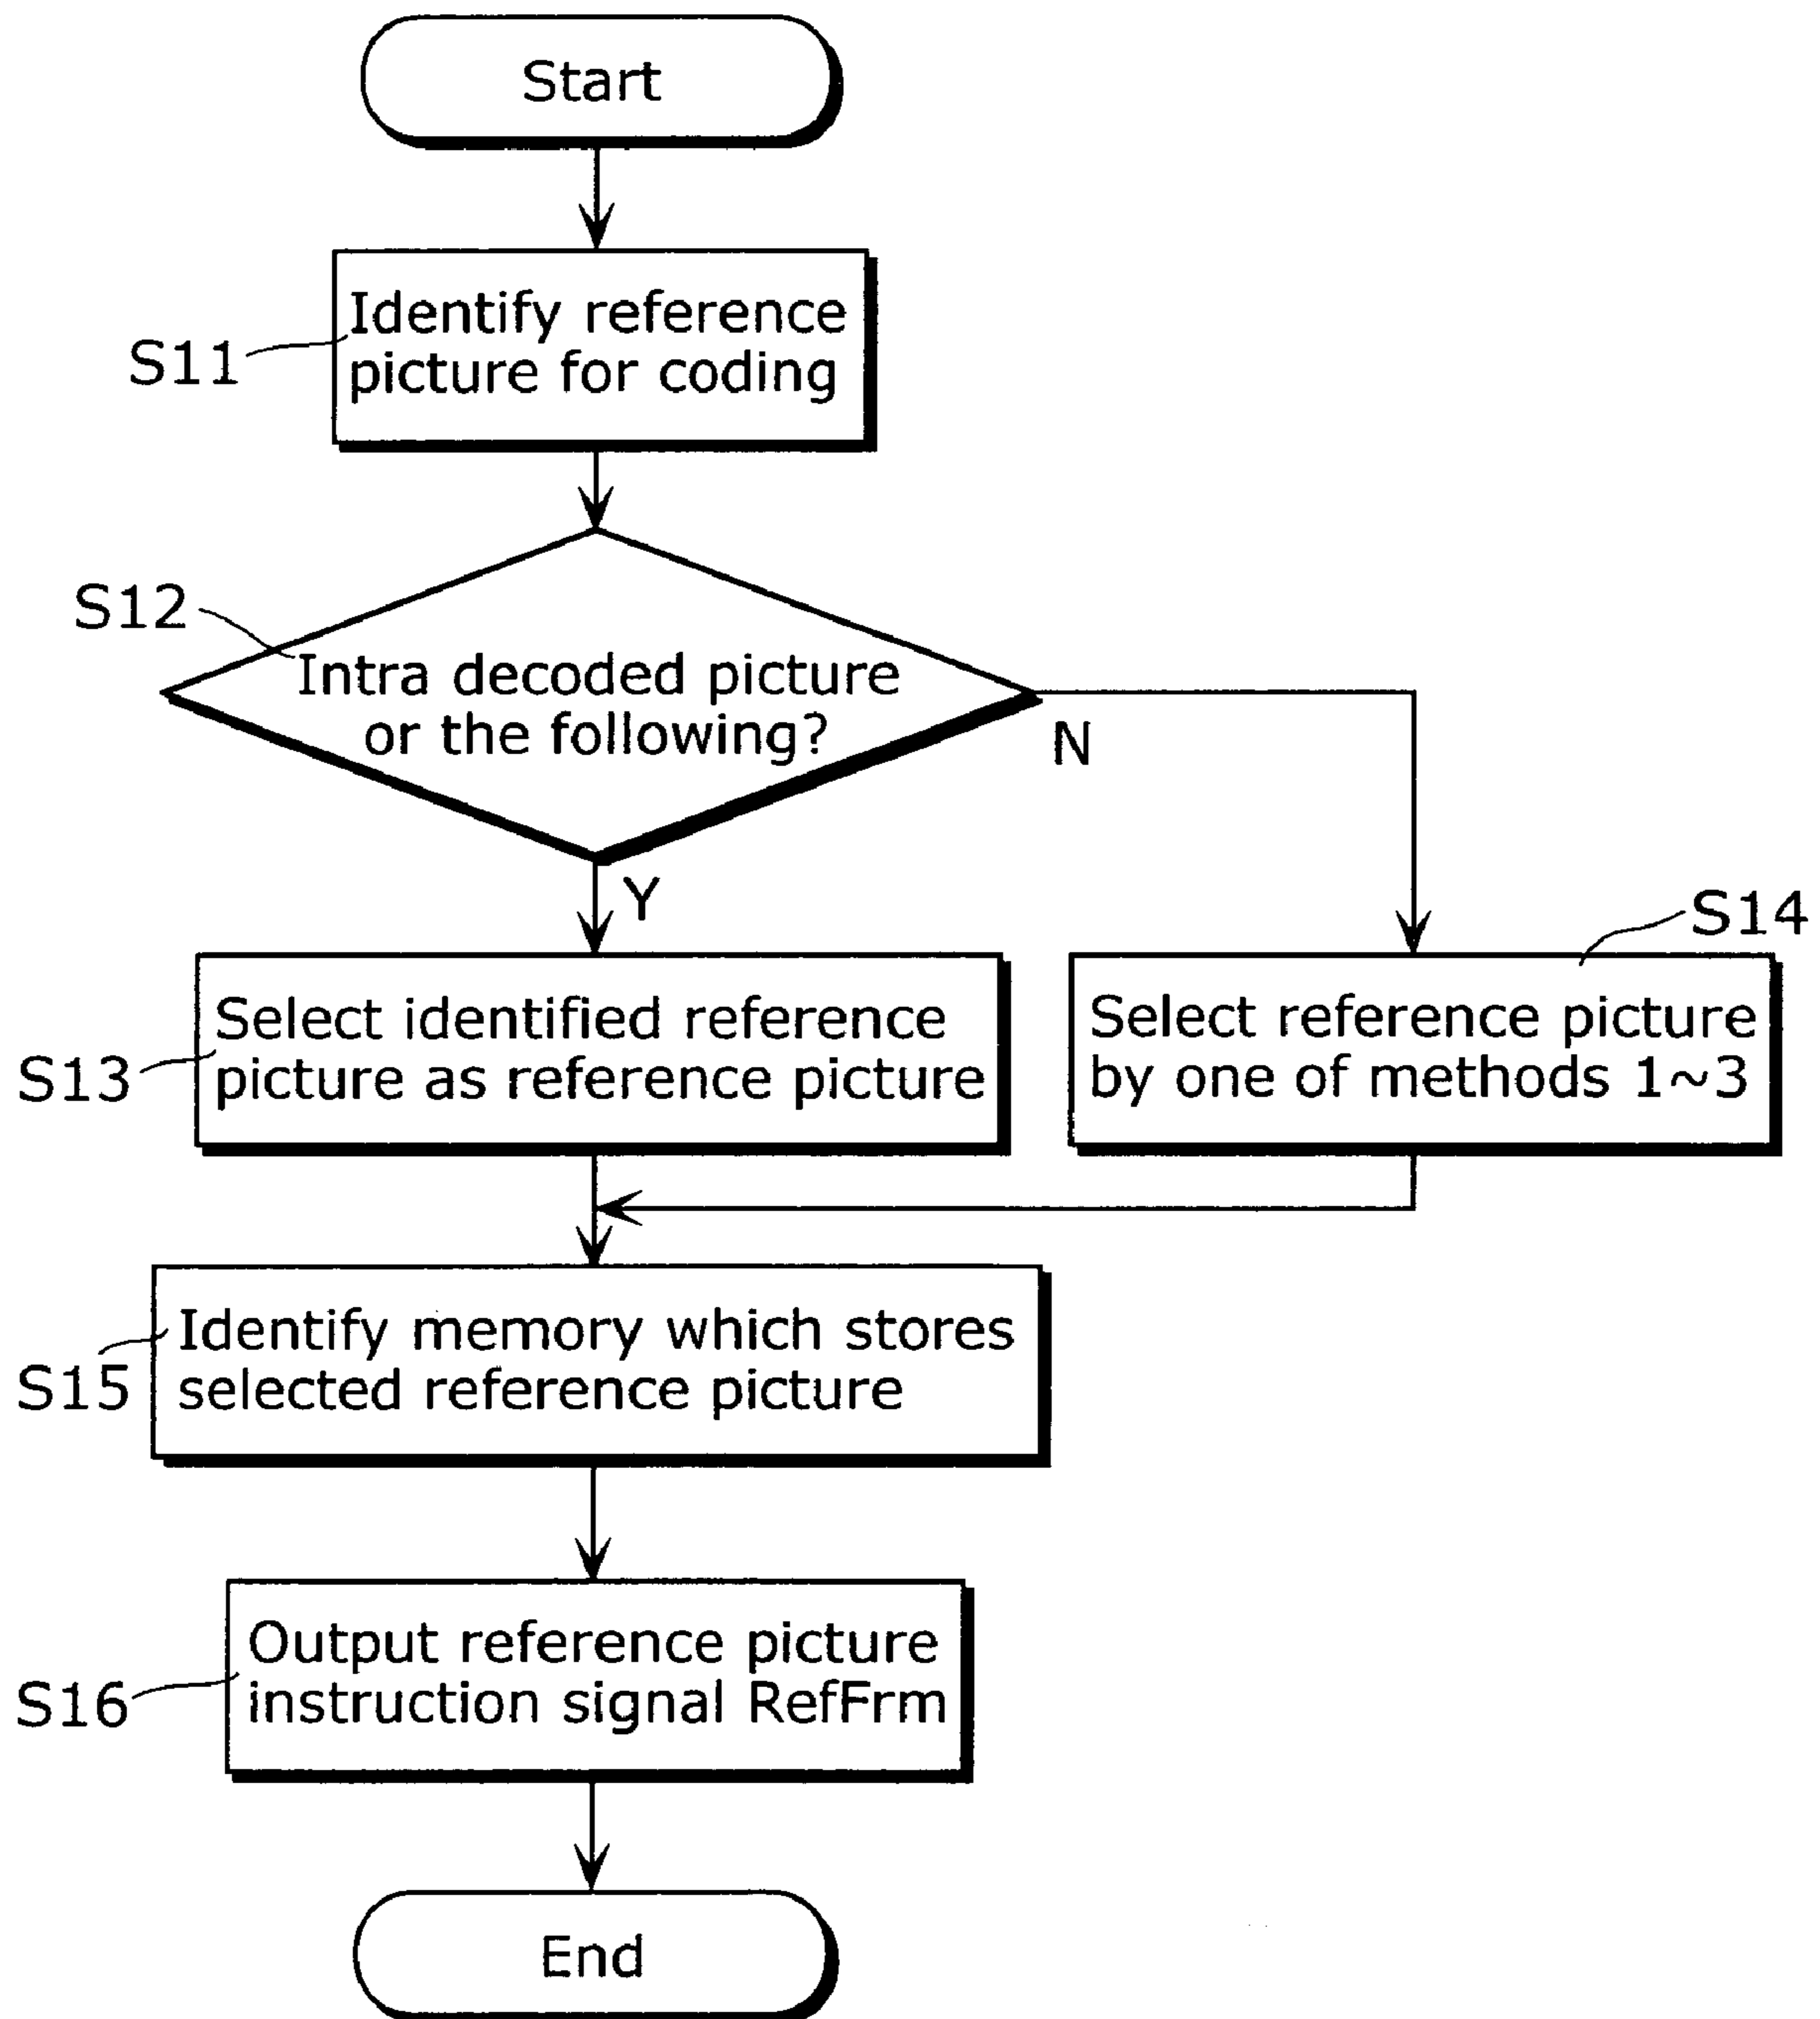 Start
S11
Identify reference
picture for coding
S12
Intra decoded picture
or the following?
N
Y
S13
Select identified reference
picture as reference picture
S14
Select reference picture
by one of methods 1~3
S15
Identify memory which stores
selected reference picture
S16
Output reference picture
instruction signal RefFrm
End